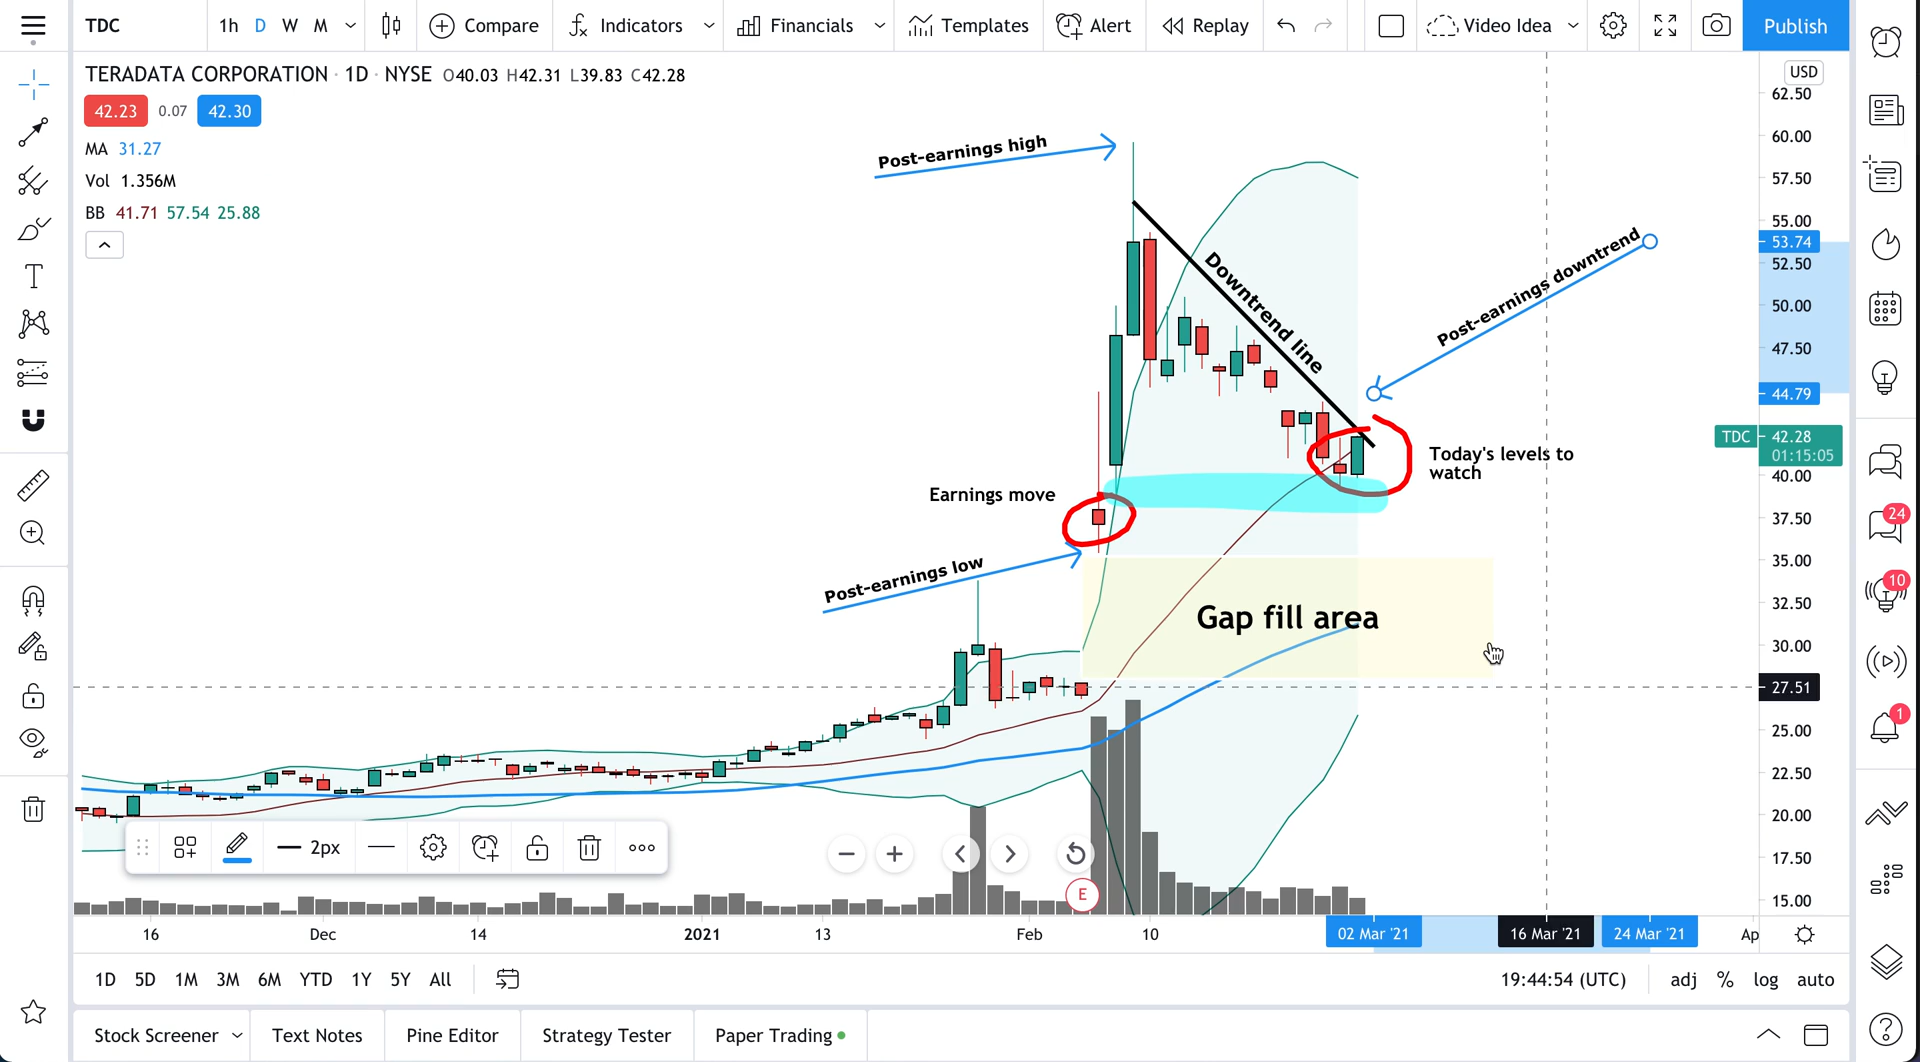 TDC
1h D W M
Compare
Indicators
Financials
Templates
Alert
Replay
Video Idea
Publish
TERADATA CORPORATION · 1D · NYSE O40.03 H42.31 L39.83 C42.28
42.23 0.07 42.30
MA 31.27
Vol 1.356M
BB 41.71 57.54 25.88
USD
62.50
60.00
57.50
55.00
53.74
52.50
50.00
47.50
44.79
TDC 42.28
01:15:05
40.00
37.50
35.00
32.50
30.00
27.51
25.00
22.50
20.00
17.50
15.00
Post-earnings high
Downtrend line
Post-earnings downtrend
Today's levels to
watch
Earnings move
Post-earnings low
Gap fill area
24
10
1
2px
E
16 Dec 14 2021 13 Feb 10 02 Mar '21 16 Mar '21 24 Mar '21 Ap
1D 5D 1M 3M 6M YTD 1Y 5Y All
19:44:54 (UTC) adj % log auto
Stock Screener Text Notes Pine Editor Strategy Tester Paper Trading